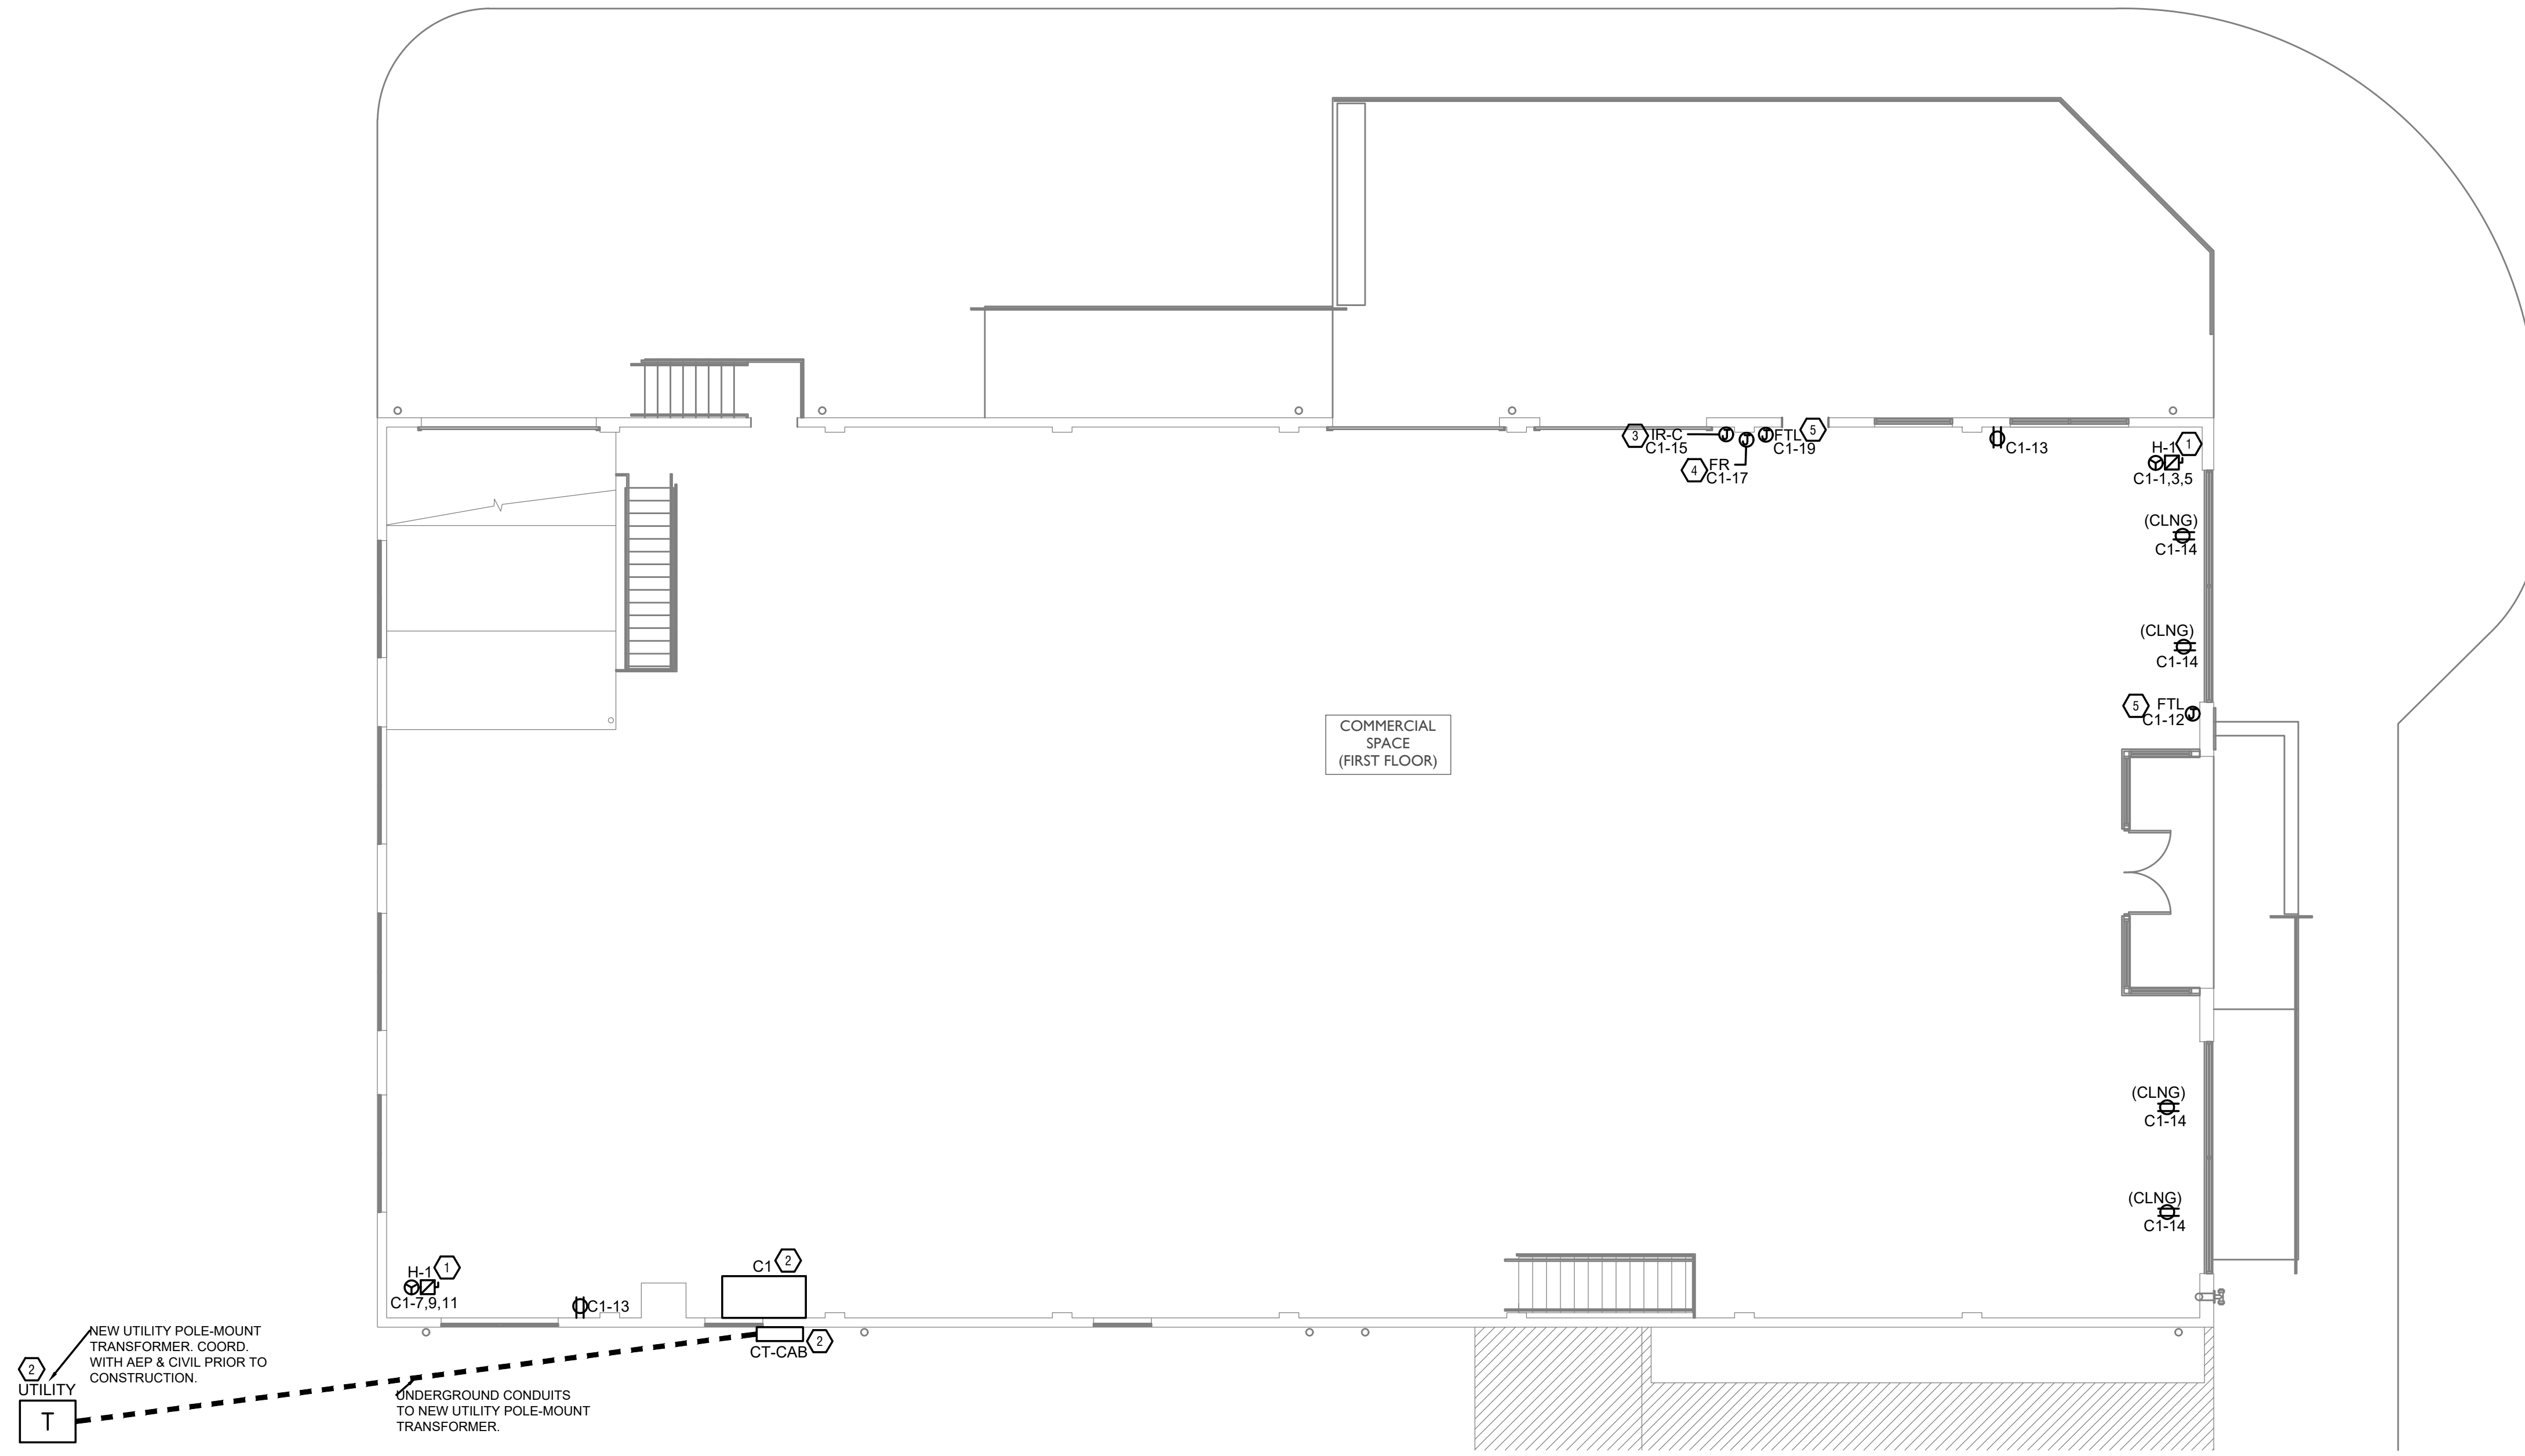 3
IR-C
C1-15
FTL
5
C1-19
4
FR
C1-17
C1-13
H-1
1
C1-1,3,5
(CLNG)
C1-14
(CLNG)
C1-14
5
FTL
C1-12
COMMERCIAL
SPACE
(FIRST FLOOR)
(CLNG)
C1-14
(CLNG)
C1-14
H-1
1
C1-7,9,11
C1-13
C1
2
CT-CAB
2
NEW UTILITY POLE-MOUNT
TRANSFORMER. COORD.
WITH AEP & CIVIL PRIOR TO
CONSTRUCTION.
2
UTILITY
T
UNDERGROUND CONDUITS
TO NEW UTILITY POLE-MOUNT
TRANSFORMER.
J
J
J
J